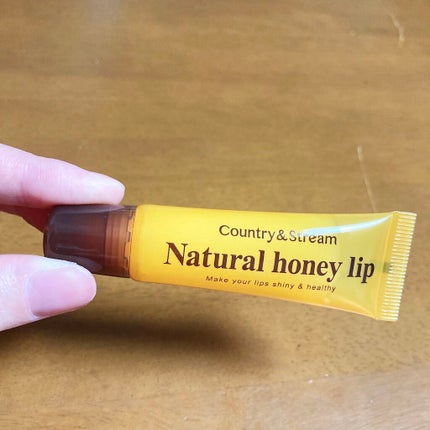 Country&Stream
Natural honey lip
Make your lips shiny & healthy